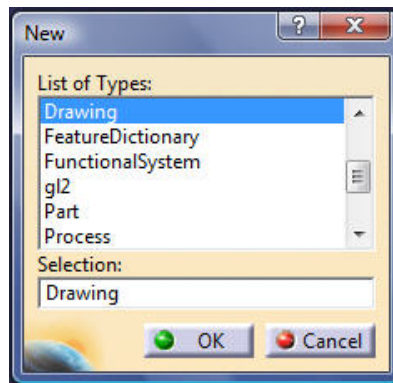 New
?
X
List of Types:
Drawing
FeatureDictionary
FunctionalSystem
gl2
Part
Process
Selection:
Drawing
OK
Cancel